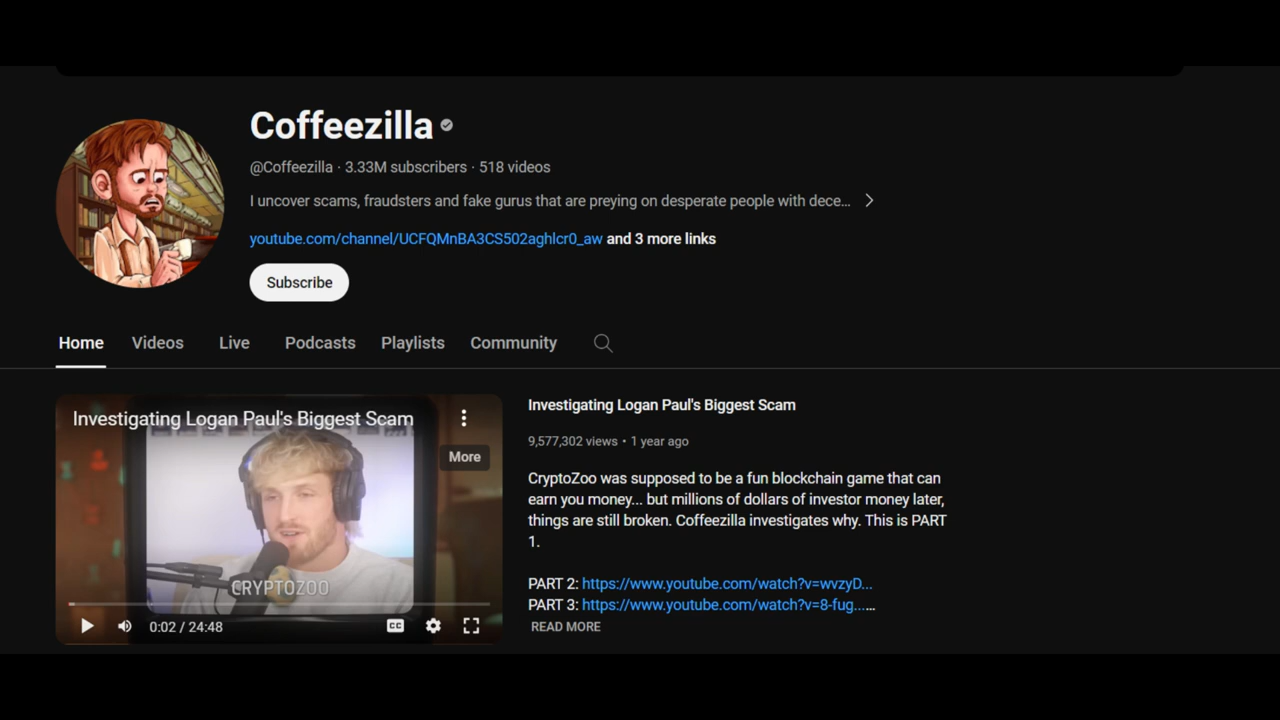 Coffeezilla
@Coffeezilla · 3.33M subscribers · 518 videos
I uncover scams, fraudsters and fake gurus that are preying on desperate people with dece...
youtube.com/channel/UCFQMnBA3CS502aghlcr0_aw and 3 more links
Subscribe
Home Videos Live Podcasts Playlists Community
Investigating Logan Paul's Biggest Scam
More
CRYPTOZOO
0:02 / 24:48
CC
Investigating Logan Paul's Biggest Scam
9,577,302 views • 1 year ago
CryptoZoo was supposed to be a fun blockchain game that can
earn you money... but millions of dollars of investor money later,
things are still broken. Coffeezilla investigates why. This is PART
1.
PART 2: https://www.youtube.com/watch?v=wvzyD...
PART 3: https://www.youtube.com/watch?v=8-fug......
READ MORE